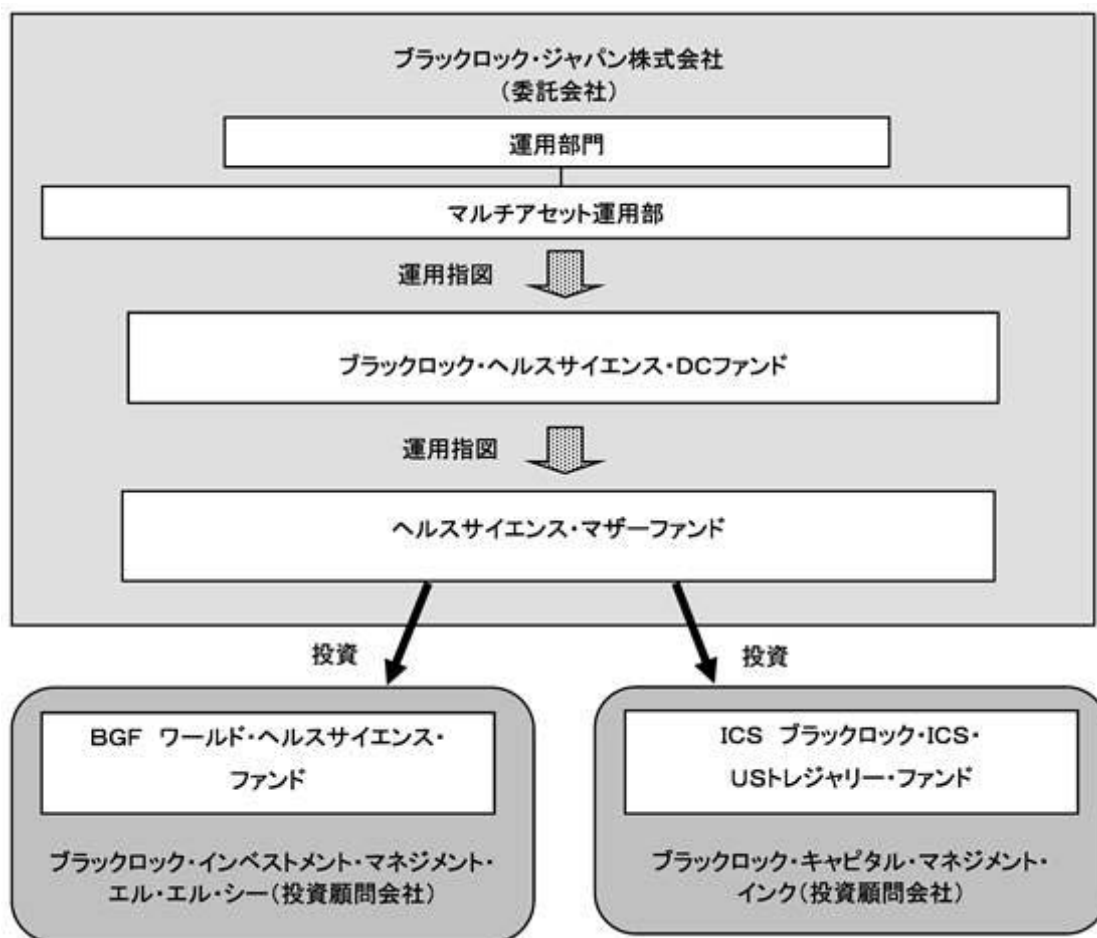 ブラックロック・ジャパン株式会社
(委託会社)
運用部門
マルチアセット運用部
運用指図
ブラックロック・ヘルスサイエンス・DCファンド
運用指図
ヘルスサイエンス・マザーファンド
投資
投資
BGF ワールド・ヘルスサイエンス・
ファンド
ブラックロック・インベストメント・マネジメント・
エル・エル・シー(投資顧問会社)
ICS ブラックロック・ICS・
USトレジャリー・ファンド
ブラックロック・キャピタル・マネジメント・
インク(投資顧問会社)